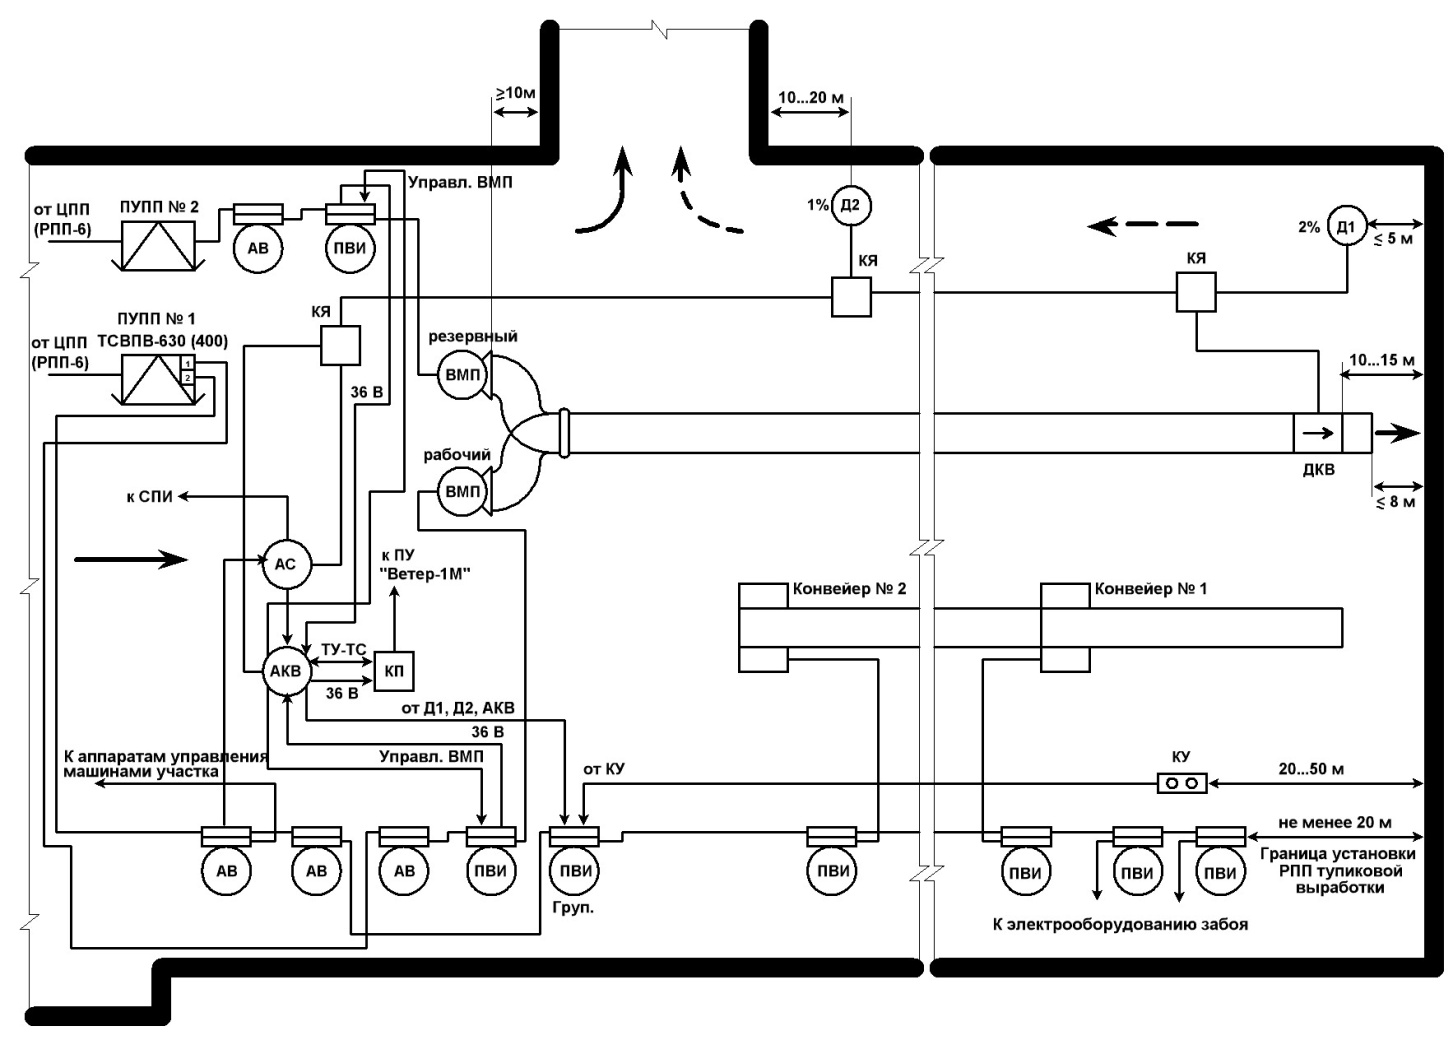 ≥10м
10...20 м
Управл. ВМП
ПУПП № 2
от ЦПП
(РПП-6)
АВ
ПВИ
1%
Д2
КЯ
2%
Д1
≤ 5 м
КЯ
КЯ
ПУПП № 1
ТСВПВ-630 (400)
от ЦПП
(РПП-6)
1
2
резервный
ВМП
36 В
10...15 м
рабочий
ВМП
ДКВ
≤ 8 м
к СПИ
АС
к ПУ
"Ветер-1М"
Конвейер № 2
Конвейер № 1
АКВ
ТУ-ТС
КП
36 В
от Д1, Д2, АКВ
36 В
Управл. ВМП
К аппаратам управления
машинами участка
от КУ
КУ
20...50 м
не менее 20 м
Граница установки
РПП тупиковой
выработки
АВ
АВ
АВ
ПВИ
ПВИ
Груп.
ПВИ
ПВИ
ПВИ
ПВИ
К электрооборудованию забоя